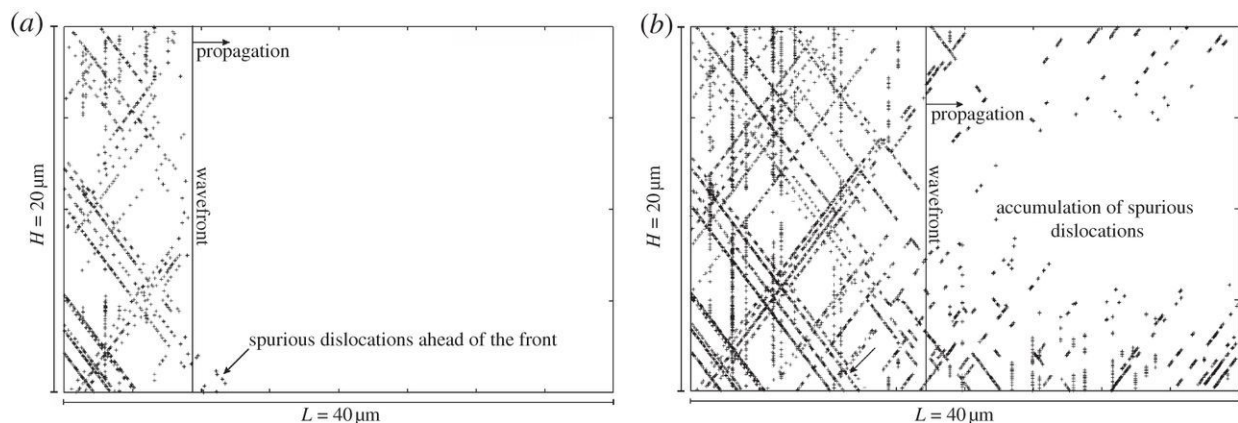 (a)
propagation
wavefront
H = 20 μm
spurious dislocations ahead of the front
L = 40 μm
(b)
propagation
wavefront
H = 20 μm
accumulation of spurious
dislocations
L = 40 μm